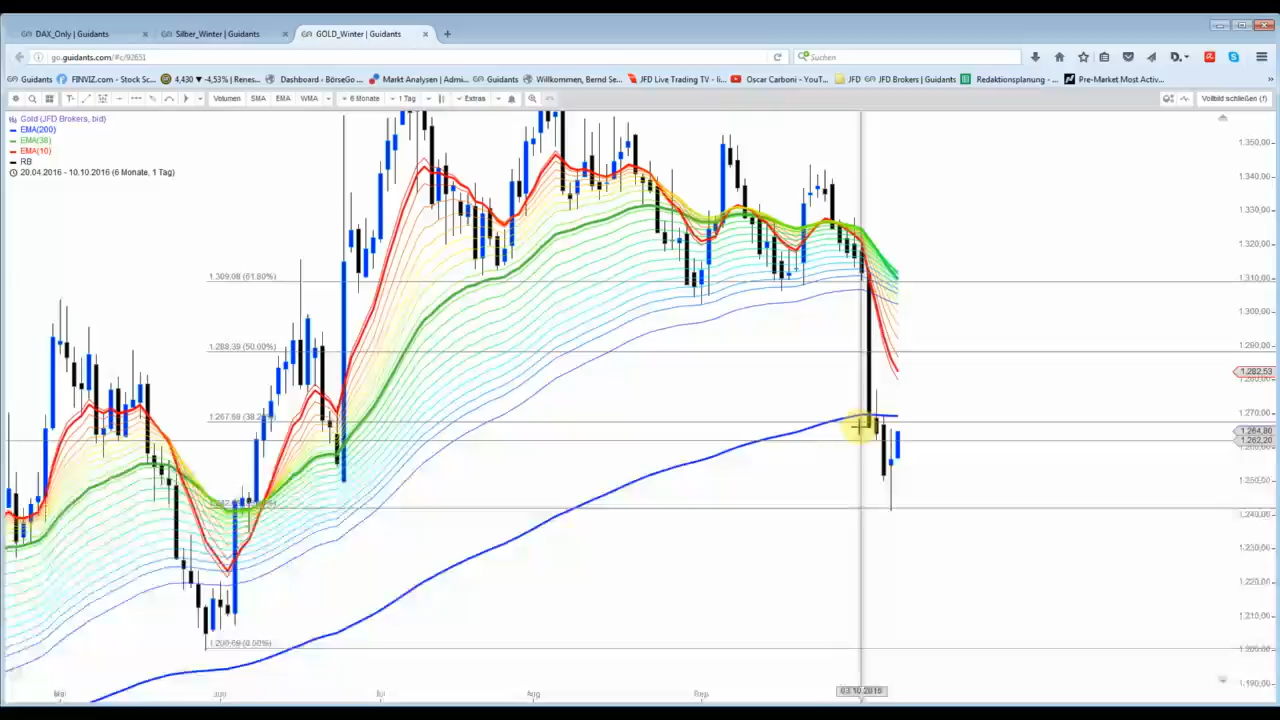 DAX_Only | Guidants
Silber_Winter | Guidants
GOLD_Winter | Guidants
go.guidants.com/#c/92651
Suchen
Guidants
FINVIZ.com - Stock Sc...
4,430 ▼ -4,53% | Renes...
Dashboard - BörseGo ...
Markt Analysen | Admi...
Guidants
Willkommen, Bernd Se...
JFD Live Trading TV - li...
Oscar Carboni - YouT...
JFD
JFD Brokers | Guidants
Redaktionsplanung - ...
Pre-Market Most Activ...
Volumen
SMA
EMA
WMA
6 Monate
1 Tag
Extras
Vollbild schließen (f)
Gold (JFD Brokers, bid)
EMA(200)
EMA(38)
EMA(10)
RB
20.04.2016 - 10.10.2016 (6 Monate, 1 Tag)
1.350,00
1.340,00
1.330,00
1.320,00
1.310,00
1.300,00
1.290,00
1.282,53
1.270,00
1.264,80
1.262,20
1.250,00
1.240,00
1.230,00
1.220,00
1.210,00
1.200,00
1.190,00
1.309,08 (61.80%)
1.288,39 (50.00%)
1.200,69 (0.00%)
Mai
Jun
Jul
Aug
Sep
03.10.2016